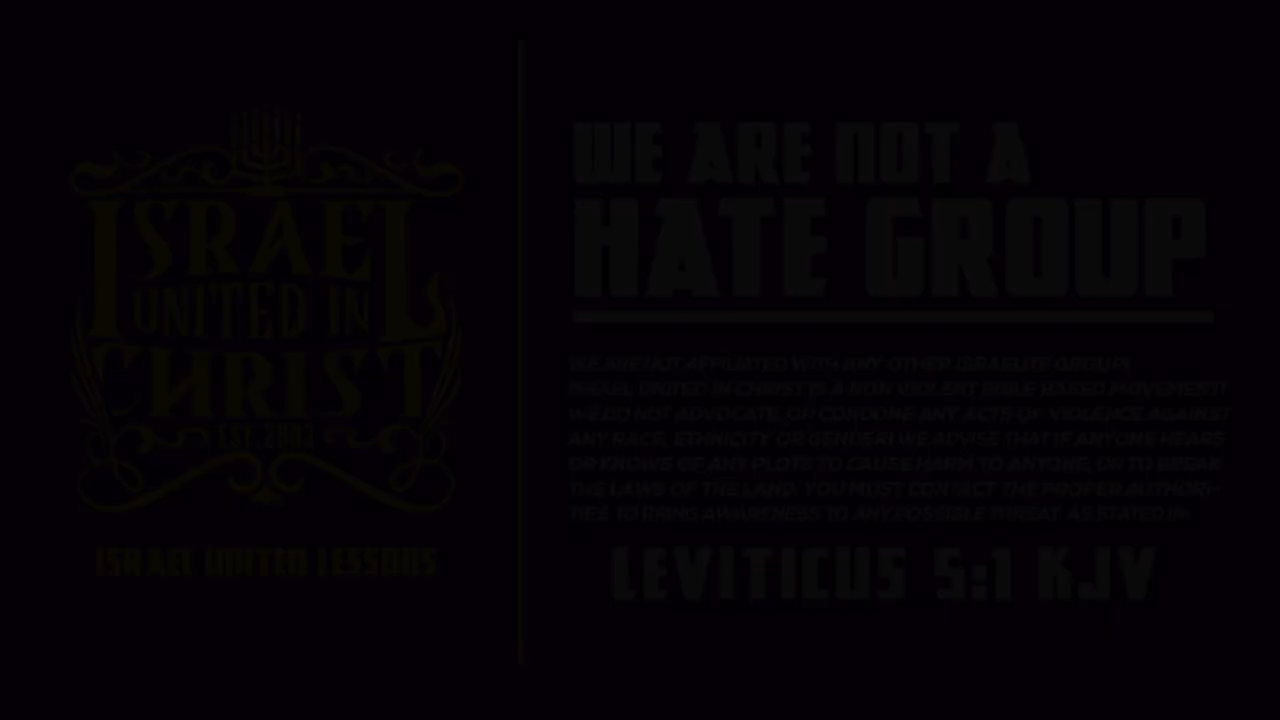 ISRAEL
UNITED IN
CHRIST
EST. 2003
ISRAEL UNITED LESSONS
WE ARE NOT A
HATE GROUP
WE ARE NOT AFFILIATED WITH ANY OTHER ISRAELITE GROUP!
ISRAEL UNITED IN CHRIST IS A NON VIOLENT BIBLE BASED MOVEMENT!
WE DO NOT ADVOCATE, OR CONDONE ANY ACTS OF VIOLENCE AGAINST
ANY RACE, ETHNICITY OR GENDER! WE ADVISE THAT IF ANYONE HEARS
OR KNOWS OF ANY PLOTS TO CAUSE HARM TO ANYONE, OR TO BREAK
THE LAWS OF THE LAND. YOU MUST CONTACT THE PROPER AUTHORI-
TIES TO BRING AWARENESS TO ANY POSSIBLE THREAT AS STATED IN:
LEVITICUS 5:1 KJV